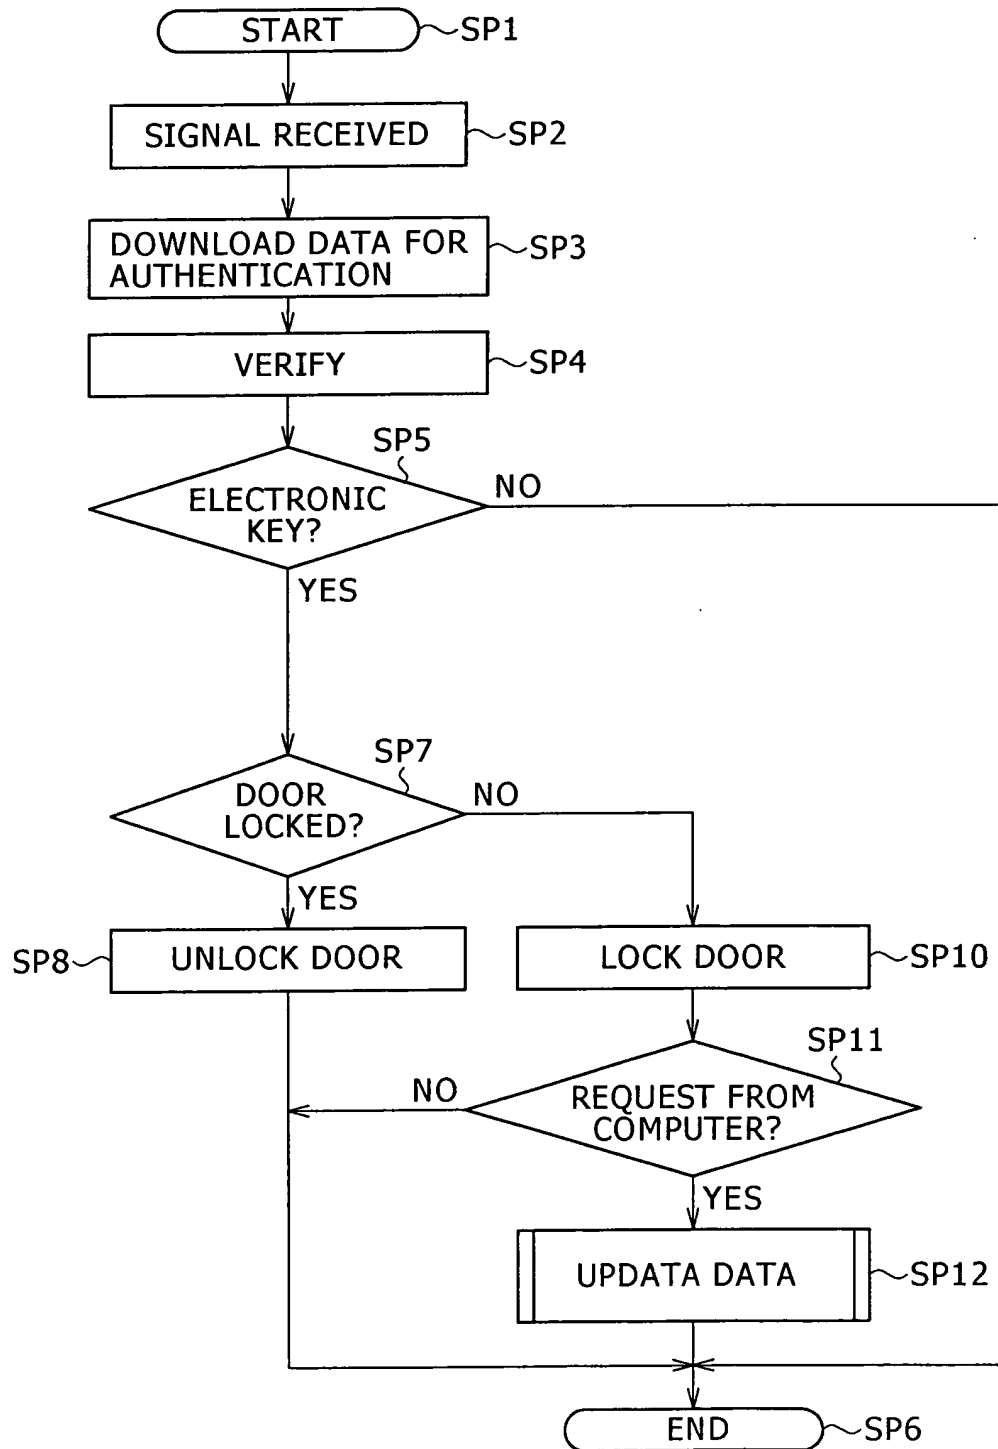 START
SP1
SIGNAL RECEIVED
SP2
DOWNLOAD DATA FOR
AUTHENTICATION
SP3
VERIFY
SP4
SP5
ELECTRONIC
KEY?
NO
YES
SP7
DOOR
LOCKED?
NO
YES
SP8
UNLOCK DOOR
LOCK DOOR
SP10
SP11
REQUEST FROM
COMPUTER?
NO
YES
UPDATA DATA
SP12
END
SP6